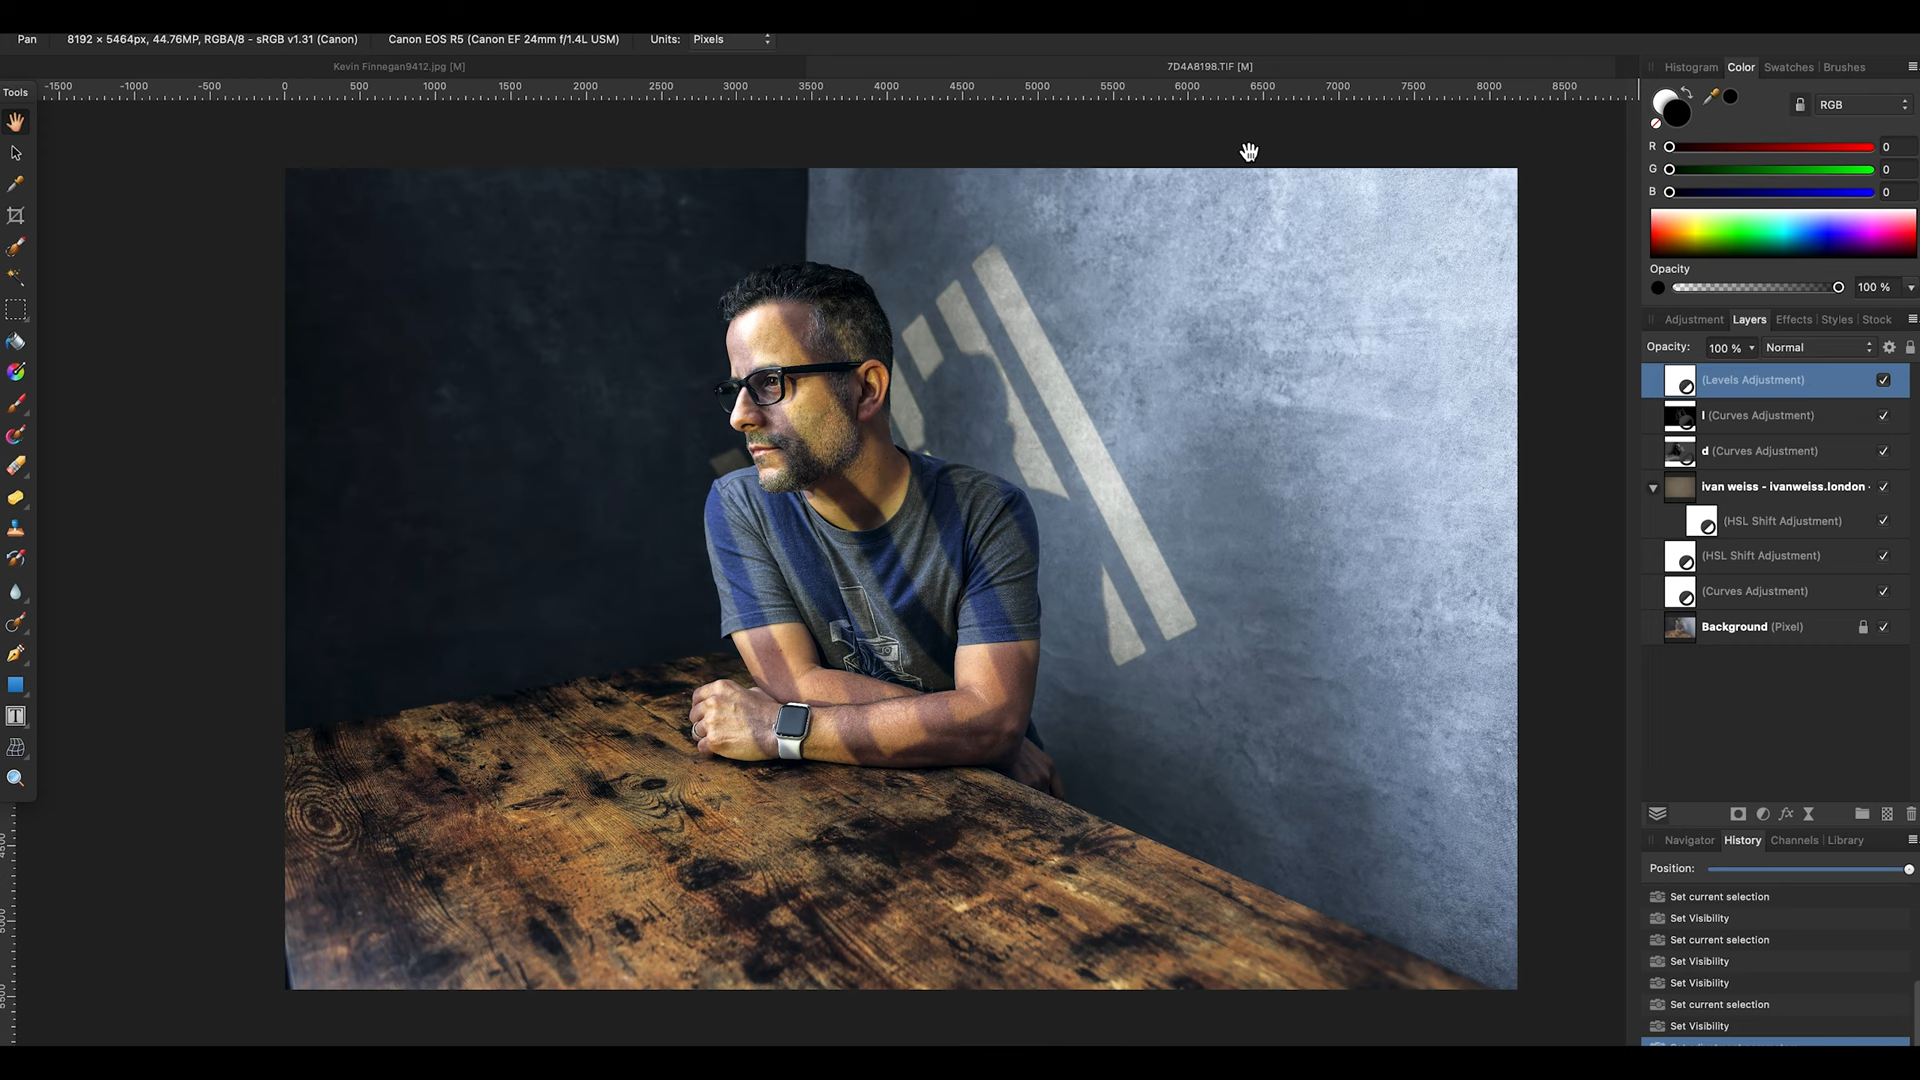 Pan 8192 × 5464px, 44.76MP, RGBA/8 - sRGB v1.31 (Canon) Canon EOS R5 (Canon EF 24mm f/1.4L USM) Units: Pixels
Kevin Finnegan9412.jpg [M] 7D4A8198.TIF [M]
Histogram Color Swatches Brushes
Tools -1500 -1000 -500 0 500 1000 1500 2000 2500 3000 3500 4000 4500 5000 5500 6000 6500 7000 7500 8000 8500
RGB
R 0
G 0
B 0
Opacity
100 %
Adjustment Layers Effects Styles Stock
Opacity: 100 % Normal
(Levels Adjustment)
l (Curves Adjustment)
d (Curves Adjustment)
ivan weiss - ivanweiss.london
(HSL Shift Adjustment)
(HSL Shift Adjustment)
(Curves Adjustment)
Background (Pixel)
4500
5000
5500
Navigator History Channels Library
Position:
Set current selection
Set Visibility
Set current selection
Set Visibility
Set Visibility
Set current selection
Set Visibility